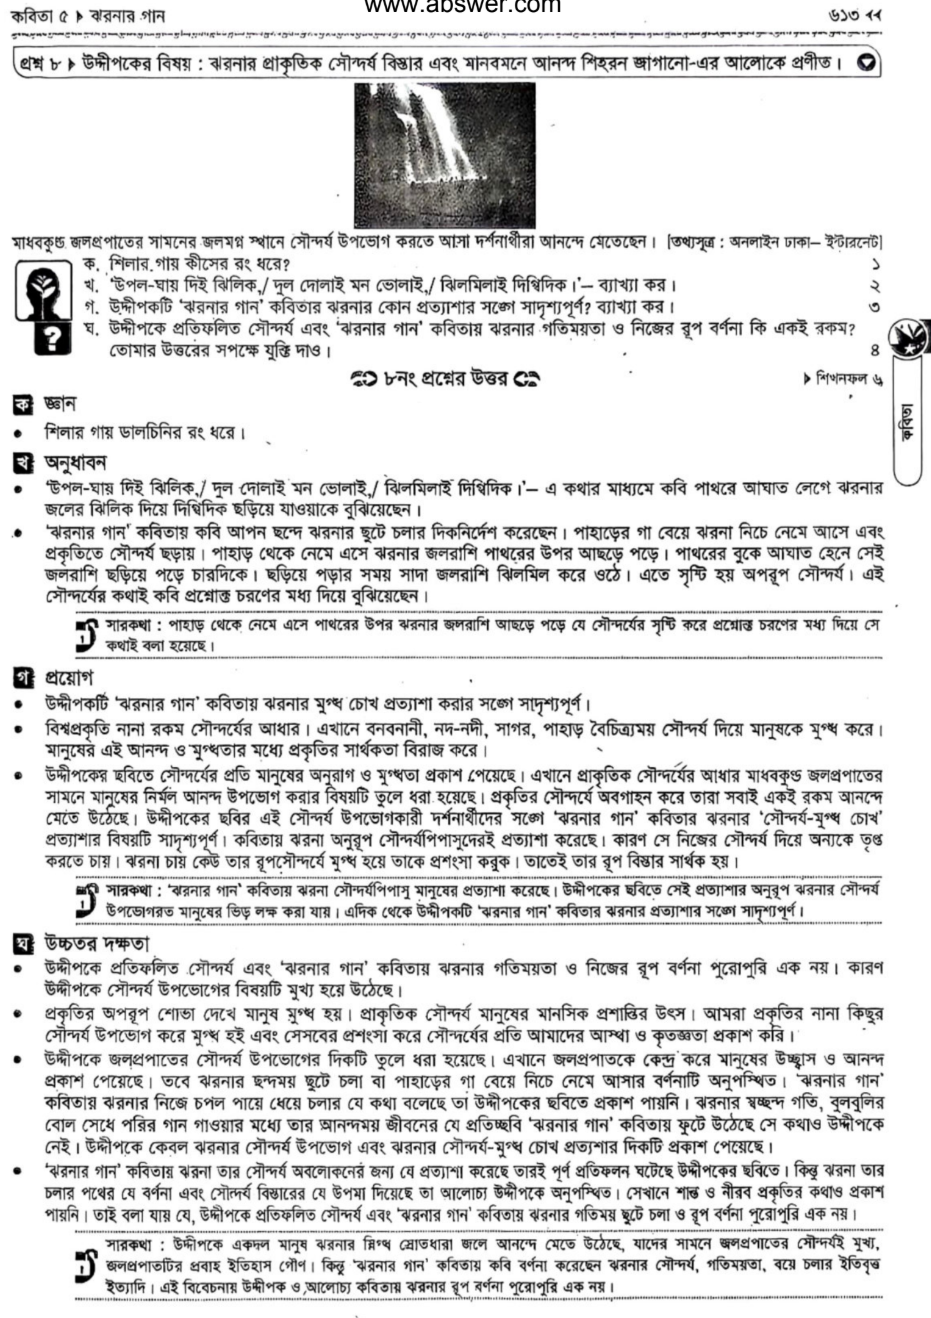 www.abswer.com
কবিতা ৫ ▶ ঝরনার গান
৬১৩ ◀◀
প্রশ্ন ৮ ▶ উদ্দীপকের বিষয় : ঝরনার প্রাকৃতিক সৌন্দর্য বিস্তার এবং মানবমনে আনন্দ শিহরন জাগানো-এর আলোকে প্রণীত।
মাধবকুণ্ড জলপ্রপাতের সামনের জলমগ্ন স্থানে সৌন্দর্য উপভোগ করতে আসা দর্শনার্থীরা আনন্দে মেতেছেন। [তথ্যসূত্র : অনলাইন ঢাকা– ইন্টারনেট]
ক. শিলার গায় কীসের রং ধরে? ১
খ. ‘উপল-ঘায় দিই ঝিলিক,/ দুল দোলাই মন ভোলাই,/ ঝিলমিলাই দিগ্বিদিক।’– ব্যাখ্যা কর। ২
গ. উদ্দীপকটি ‘ঝরনার গান’ কবিতার ঝরনার কোন প্রত্যাশার সঙ্গে সাদৃশ্যপূর্ণ? ব্যাখ্যা কর। ৩
ঘ. উদ্দীপকে প্রতিফলিত সৌন্দর্য এবং ‘ঝরনার গান’ কবিতায় ঝরনার গতিময়তা ও নিজের রূপ বর্ণনা কি একই রকম?
তোমার উত্তরের সপক্ষে যুক্তি দাও। ৪
৮নং প্রশ্নের উত্তর
▶ শিখনফল ৬
কবিতা
ক জ্ঞান
• শিলার গায় ডালচিনির রং ধরে।
খ অনুধাবন
• ‘উপল-ঘায় দিই ঝিলিক,/ দুল দোলাই মন ভোলাই,/ ঝিলমিলাই দিগ্বিদিক।’– এ কথার মাধ্যমে কবি পাথরে আঘাত লেগে ঝরনার
জলের ঝিলিক দিয়ে দিগ্বিদিক ছড়িয়ে যাওয়াকে বুঝিয়েছেন।
• ‘ঝরনার গান’ কবিতায় কবি আপন ছন্দে ঝরনার ছুটে চলার দিকনির্দেশ করেছেন। পাহাড়ের গা বেয়ে ঝরনা নিচে নেমে আসে এবং
প্রকৃতিতে সৌন্দর্য ছড়ায়। পাহাড় থেকে নেমে এসে ঝরনার জলরাশি পাথরের উপর আছড়ে পড়ে। পাথরের বুকে আঘাত হেনে সেই
জলরাশি ছড়িয়ে পড়ে চারদিকে। ছড়িয়ে পড়ার সময় সাদা জলরাশি ঝিলমিল করে ওঠে। এতে সৃষ্টি হয় অপরূপ সৌন্দর্য। এই
সৌন্দর্যের কথাই কবি প্রশ্নোক্ত চরণের মধ্য দিয়ে বুঝিয়েছেন।
সারকথা : পাহাড় থেকে নেমে এসে পাথরের উপর ঝরনার জলরাশি আছড়ে পড়ে যে সৌন্দর্যের সৃষ্টি করে প্রশ্নোক্ত চরণের মধ্য দিয়ে সে
কথাই বলা হয়েছে।
গ প্রয়োগ
• উদ্দীপকটি ‘ঝরনার গান’ কবিতায় ঝরনার মুগ্ধ চোখ প্রত্যাশা করার সঙ্গে সাদৃশ্যপূর্ণ।
• বিশ্বপ্রকৃতি নানা রকম সৌন্দর্যের আধার। এখানে বনবনানী, নদ-নদী, সাগর, পাহাড় বৈচিত্র্যময় সৌন্দর্য দিয়ে মানুষকে মুগ্ধ করে।
মানুষের এই আনন্দ ও মুগ্ধতার মধ্যে প্রকৃতির সার্থকতা বিরাজ করে।
• উদ্দীপকের ছবিতে সৌন্দর্যের প্রতি মানুষের অনুরাগ ও মুগ্ধতা প্রকাশ পেয়েছে। এখানে প্রাকৃতিক সৌন্দর্যের আধার মাধবকুণ্ড জলপ্রপাতের
সামনে মানুষের নির্মল আনন্দ উপভোগ করার বিষয়টি তুলে ধরা হয়েছে। প্রকৃতির সৌন্দর্যে অবগাহন করে তারা সবাই একই রকম আনন্দে
মেতে উঠেছে। উদ্দীপকের ছবির এই সৌন্দর্য উপভোগকারী দর্শনার্থীদের সঙ্গে ‘ঝরনার গান’ কবিতার ঝরনার ‘সৌন্দর্য-মুগ্ধ চোখ’
প্রত্যাশার বিষয়টি সাদৃশ্যপূর্ণ। কবিতায় ঝরনা অনুরূপ সৌন্দর্যপিপাসুদেরই প্রত্যাশা করেছে। কারণ সে নিজের সৌন্দর্য দিয়ে অন্যকে তৃপ্ত
করতে চায়। ঝরনা চায় কেউ তার রূপসৌন্দর্যে মুগ্ধ হয়ে তাকে প্রশংসা করুক। তাতেই তার রূপ বিস্তার সার্থক হয়।
সারকথা : ‘ঝরনার গান’ কবিতায় ঝরনা সৌন্দর্যপিপাসু মানুষের প্রত্যাশা করেছে। উদ্দীপকের ছবিতে সেই প্রত্যাশার অনুরূপ ঝরনার সৌন্দর্য
উপভোগরত মানুষের ভিড় লক্ষ করা যায়। এদিক থেকে উদ্দীপকটি ‘ঝরনার গান’ কবিতার ঝরনার প্রত্যাশার সঙ্গে সাদৃশ্যপূর্ণ।
ঘ উচ্চতর দক্ষতা
• উদ্দীপকে প্রতিফলিত সৌন্দর্য এবং ‘ঝরনার গান’ কবিতায় ঝরনার গতিময়তা ও নিজের রূপ বর্ণনা পুরোপুরি এক নয়। কারণ
উদ্দীপকে সৌন্দর্য উপভোগের বিষয়টি মুখ্য হয়ে উঠেছে।
• প্রকৃতির অপরূপ শোভা দেখে মানুষ মুগ্ধ হয়। প্রাকৃতিক সৌন্দর্য মানুষের মানসিক প্রশান্তির উৎস। আমরা প্রকৃতির নানা কিছুর
সৌন্দর্য উপভোগ করে মুগ্ধ হই এবং সেসবের প্রশংসা করে সৌন্দর্যের প্রতি আমাদের আস্থা ও কৃতজ্ঞতা প্রকাশ করি।
• উদ্দীপকে জলপ্রপাতের সৌন্দর্য উপভোগের দিকটি তুলে ধরা হয়েছে। এখানে জলপ্রপাতকে কেন্দ্র করে মানুষের উচ্ছ্বাস ও আনন্দ
প্রকাশ পেয়েছে। তবে ঝরনার ছন্দময় ছুটে চলা বা পাহাড়ের গা বেয়ে নিচে নেমে আসার বর্ণনাটি অনুপস্থিত। ‘ঝরনার গান’
কবিতায় ঝরনার নিজে চপল পায়ে ধেয়ে চলার যে কথা বলেছে তা উদ্দীপকের ছবিতে প্রকাশ পায়নি। ঝরনার স্বচ্ছন্দ গতি, বুলবুলির
বোল সেধে পরির গান গাওয়ার মধ্যে তার আনন্দময় জীবনের যে প্রতিচ্ছবি ‘ঝরনার গান’ কবিতায় ফুটে উঠেছে সে কথাও উদ্দীপকে
নেই। উদ্দীপকে কেবল ঝরনার সৌন্দর্য উপভোগ এবং ঝরনার সৌন্দর্য-মুগ্ধ চোখ প্রত্যাশার দিকটি প্রকাশ পেয়েছে।
• ‘ঝরনার গান’ কবিতায় ঝরনা তার সৌন্দর্য অবলোকনের জন্য যে প্রত্যাশা করেছে তারই পূর্ণ প্রতিফলন ঘটেছে উদ্দীপকের ছবিতে। কিন্তু ঝরনা তার
চলার পথের যে বর্ণনা এবং সৌন্দর্য বিস্তারের যে উপমা দিয়েছে তা আলোচ্য উদ্দীপকে অনুপস্থিত। সেখানে শান্ত ও নীরব প্রকৃতির কথাও প্রকাশ
পায়নি। তাই বলা যায় যে, উদ্দীপকে প্রতিফলিত সৌন্দর্য এবং ‘ঝরনার গান’ কবিতায় ঝরনার গতিময় ছুটে চলা ও রূপ বর্ণনা পুরোপুরি এক নয়।
সারকথা : উদ্দীপকে একদল মানুষ ঝরনার স্নিগ্ধ স্রোতধারা জলে আনন্দে মেতে উঠেছে, যাদের সামনে জলপ্রপাতের সৌন্দর্যই মুখ্য,
জলপ্রপাতটির প্রবাহ ইতিহাস গৌণ। কিন্তু ‘ঝরনার গান’ কবিতায় কবি বর্ণনা করেছেন ঝরনার সৌন্দর্য, গতিময়তা, বয়ে চলার ইতিবৃত্ত
ইত্যাদি। এই বিবেচনায় উদ্দীপক ও আলোচ্য কবিতায় ঝরনার রূপ বর্ণনা পুরোপুরি এক নয়।